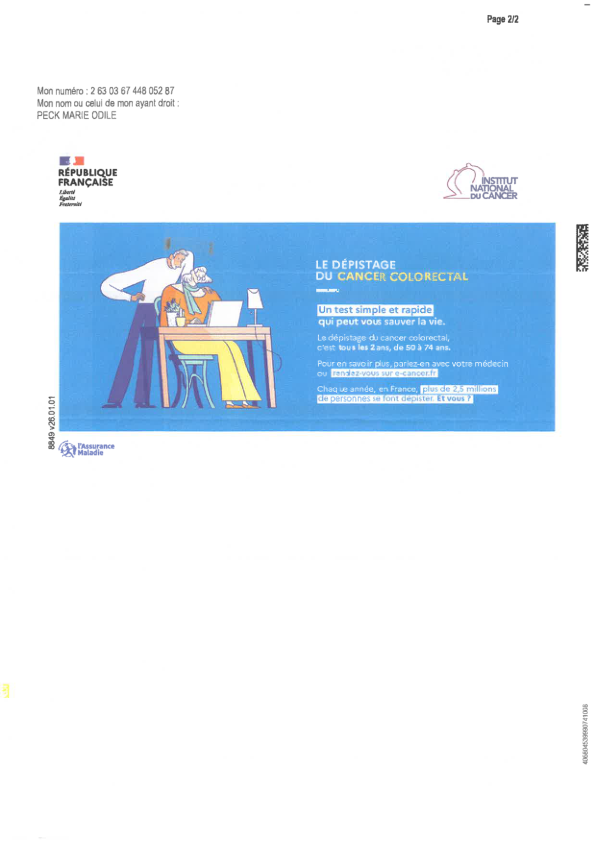 Page 2/2
Mon numéro : 2 63 03 67 448 052 87
Mon nom ou celui de mon ayant droit :
PECK MARIE ODILE
RÉPUBLIQUE
FRANÇAISE
Liberté
Égalité
Fraternité
INSTITUT
NATIONAL
DU CANCER
LE DÉPISTAGE
DU CANCER COLORECTAL
Un test simple et rapide
qui peut vous sauver la vie.
Le dépistage du cancer colorectal,
c'est tous les 2 ans, de 50 à 74 ans.
Pour en savoir plus, parlez-en avec votre médecin
ou rendez-vous sur e-cancer.fr
Chaque année, en France, plus de 2,5 millions
de personnes se font dépister. Et vous ?
8849 v26.01.01
l'Assurance
Maladie